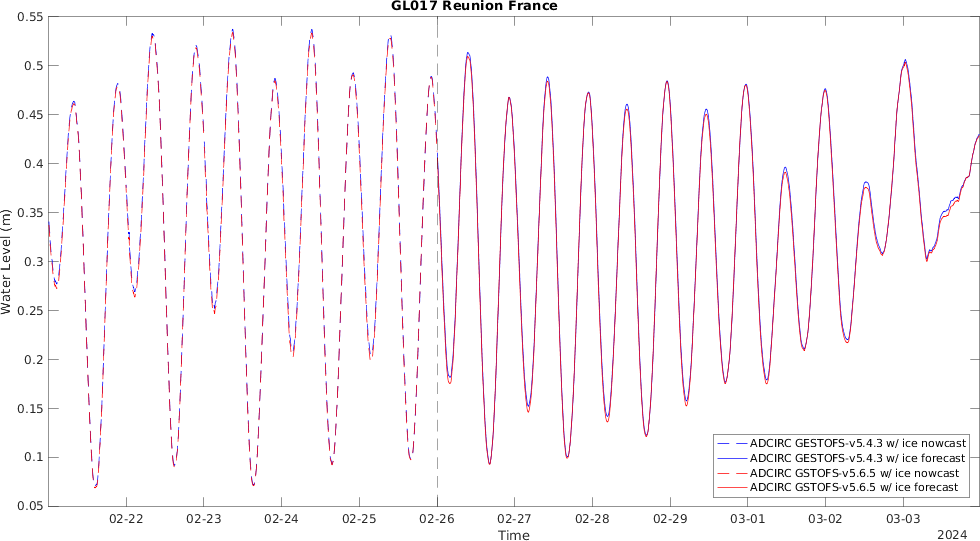 GL017 Reunion France
0.55
0.5
0.45
0.4
0.35
0.3
0.25
0.2
0.15
0.1
0.05
Water Level (m)
ADCIRC GESTOFS-v5.4.3 w/ ice nowcast
ADCIRC GESTOFS-v5.4.3 w/ ice forecast
ADCIRC GSTOFS-v5.6.5 w/ ice nowcast
ADCIRC GSTOFS-v5.6.5 w/ ice forecast
02-22 02-23 02-24 02-25 02-26 02-27 02-28 02-29 03-01 03-02 03-03
Time
2024